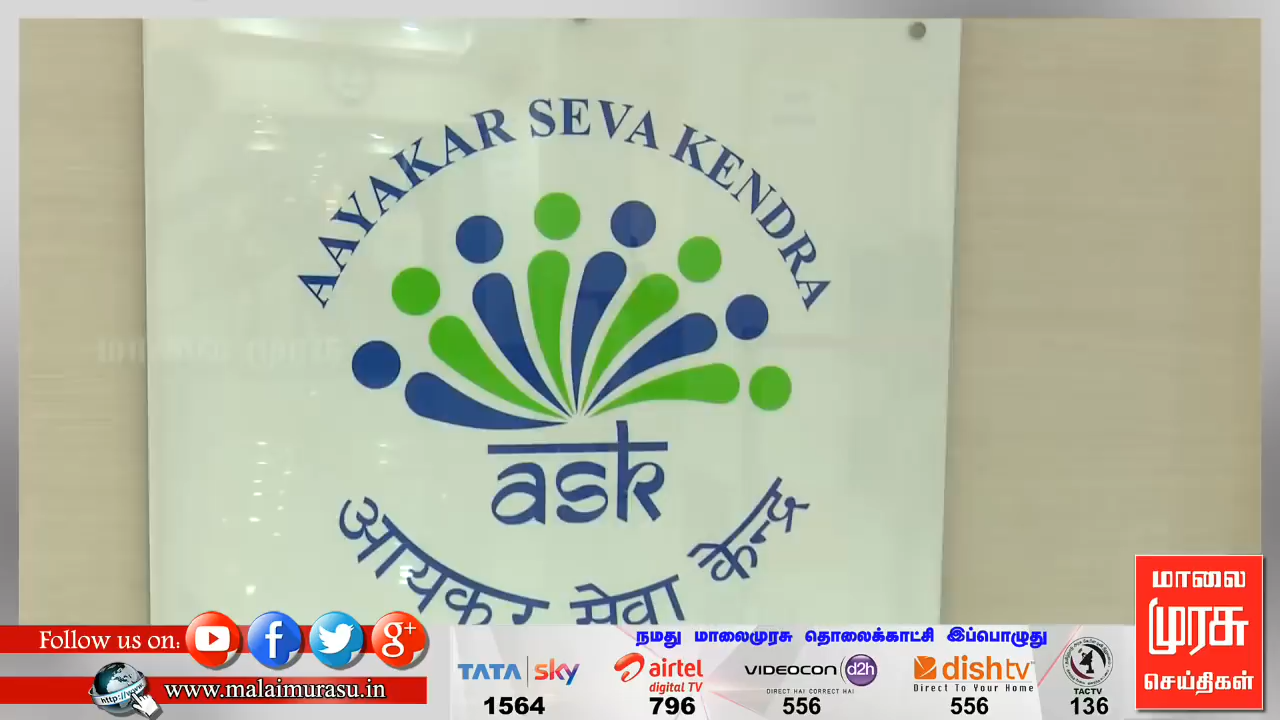 AAYAKAR SEVA KENDRA
ask
आयकर सेवा केन्द्र
Follow us on:
g+
http://www
www.malaimurasu.in
நமது மாலைமுரசு தொலைக்காட்சி இப்பொழுது
TATA sky
1564
airtel
digital TV
796
VIDEOCON d2h
DIRECT HAI CORRECT HAI
556
dishtv
Direct To Your Home
556
TACTV
136
மாலை
முரசு
செய்திகள்